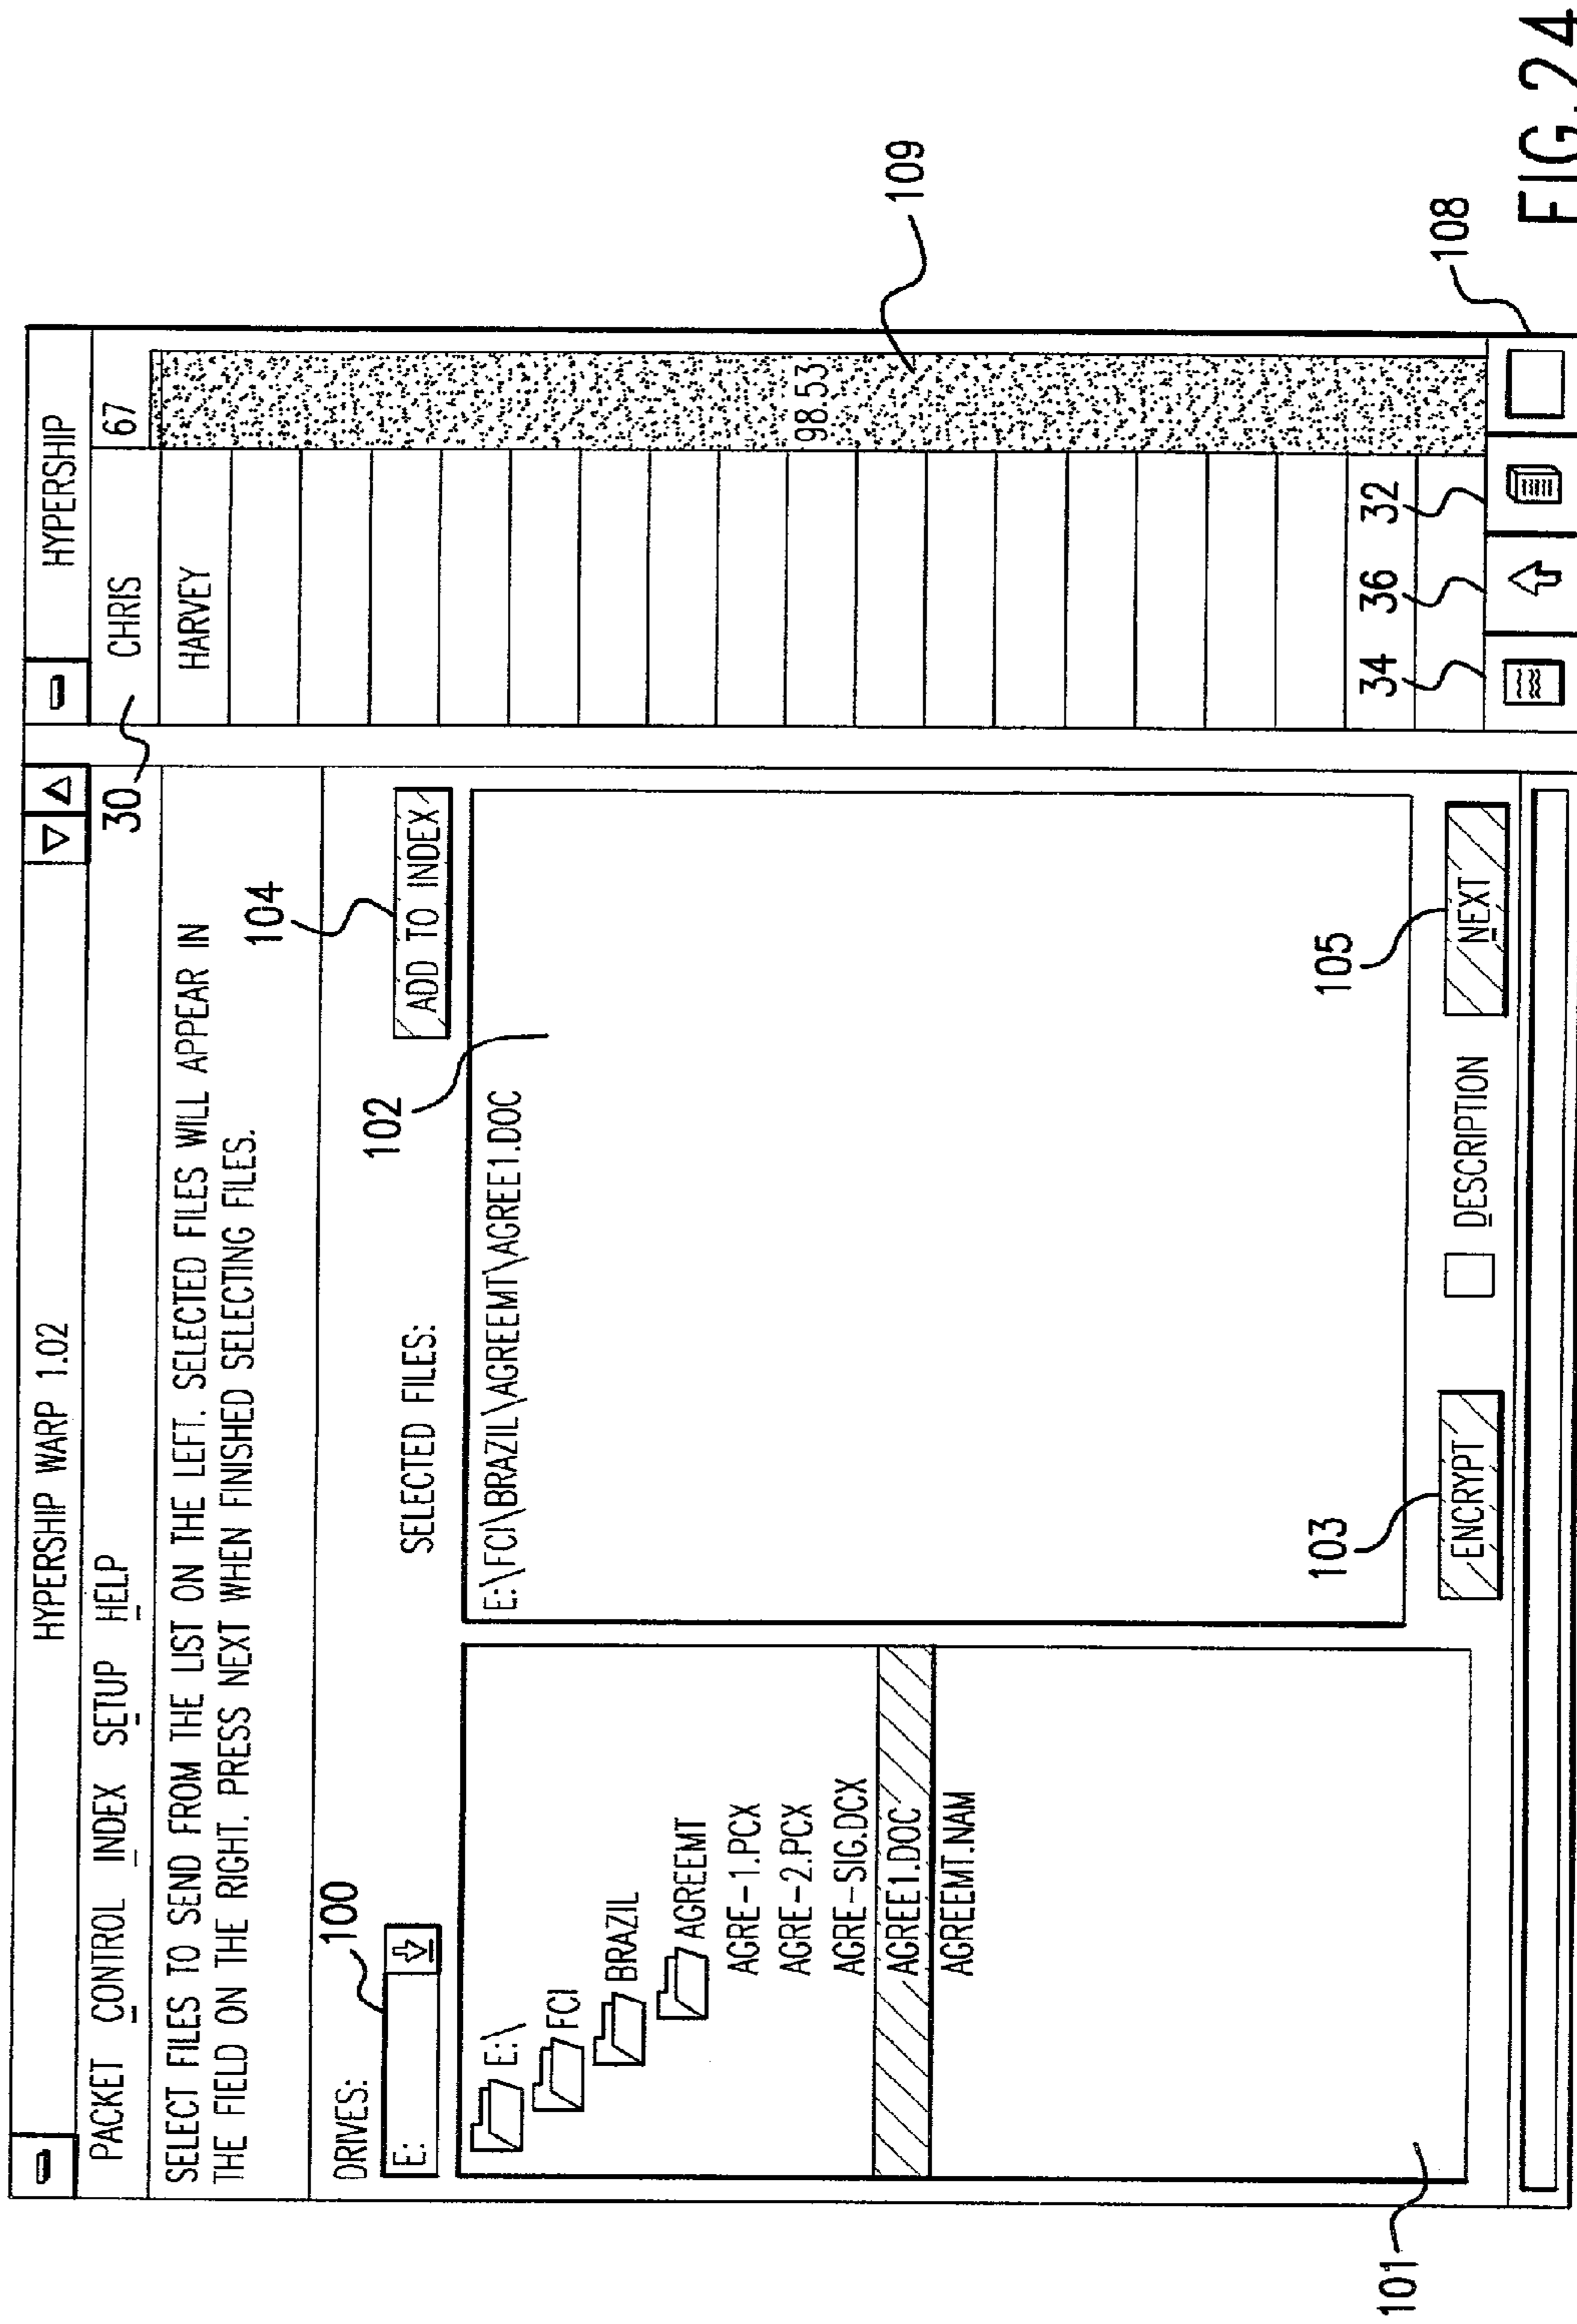 HYPERSHIP WARP 1.02
PACKET CONTROL INDEX SETUP HELP
SELECT FILES TO SEND FROM THE LIST ON THE LEFT. SELECTED FILES WILL APPEAR IN
THE FIELD ON THE RIGHT. PRESS NEXT WHEN FINISHED SELECTING FILES.
DRIVES:
100
E:
SELECTED FILES:
104
ADD TO INDEX
102
E:\
FCI
BRAZIL
AGREEMT
AGRE-1.PCX
AGRE-2.PCX
AGRE-SIG.DCX
AGREE1.DOC
AGREEMT.NAM
101
E:\FCI\BRAZIL\AGREEMT\AGREE1.DOC
103
ENCRYPT
DESCRIPTION
105
NEXT
HYPERSHIP
30
CHRIS
67
HARVEY
98.53
109
34
36
32
108
FIG.24